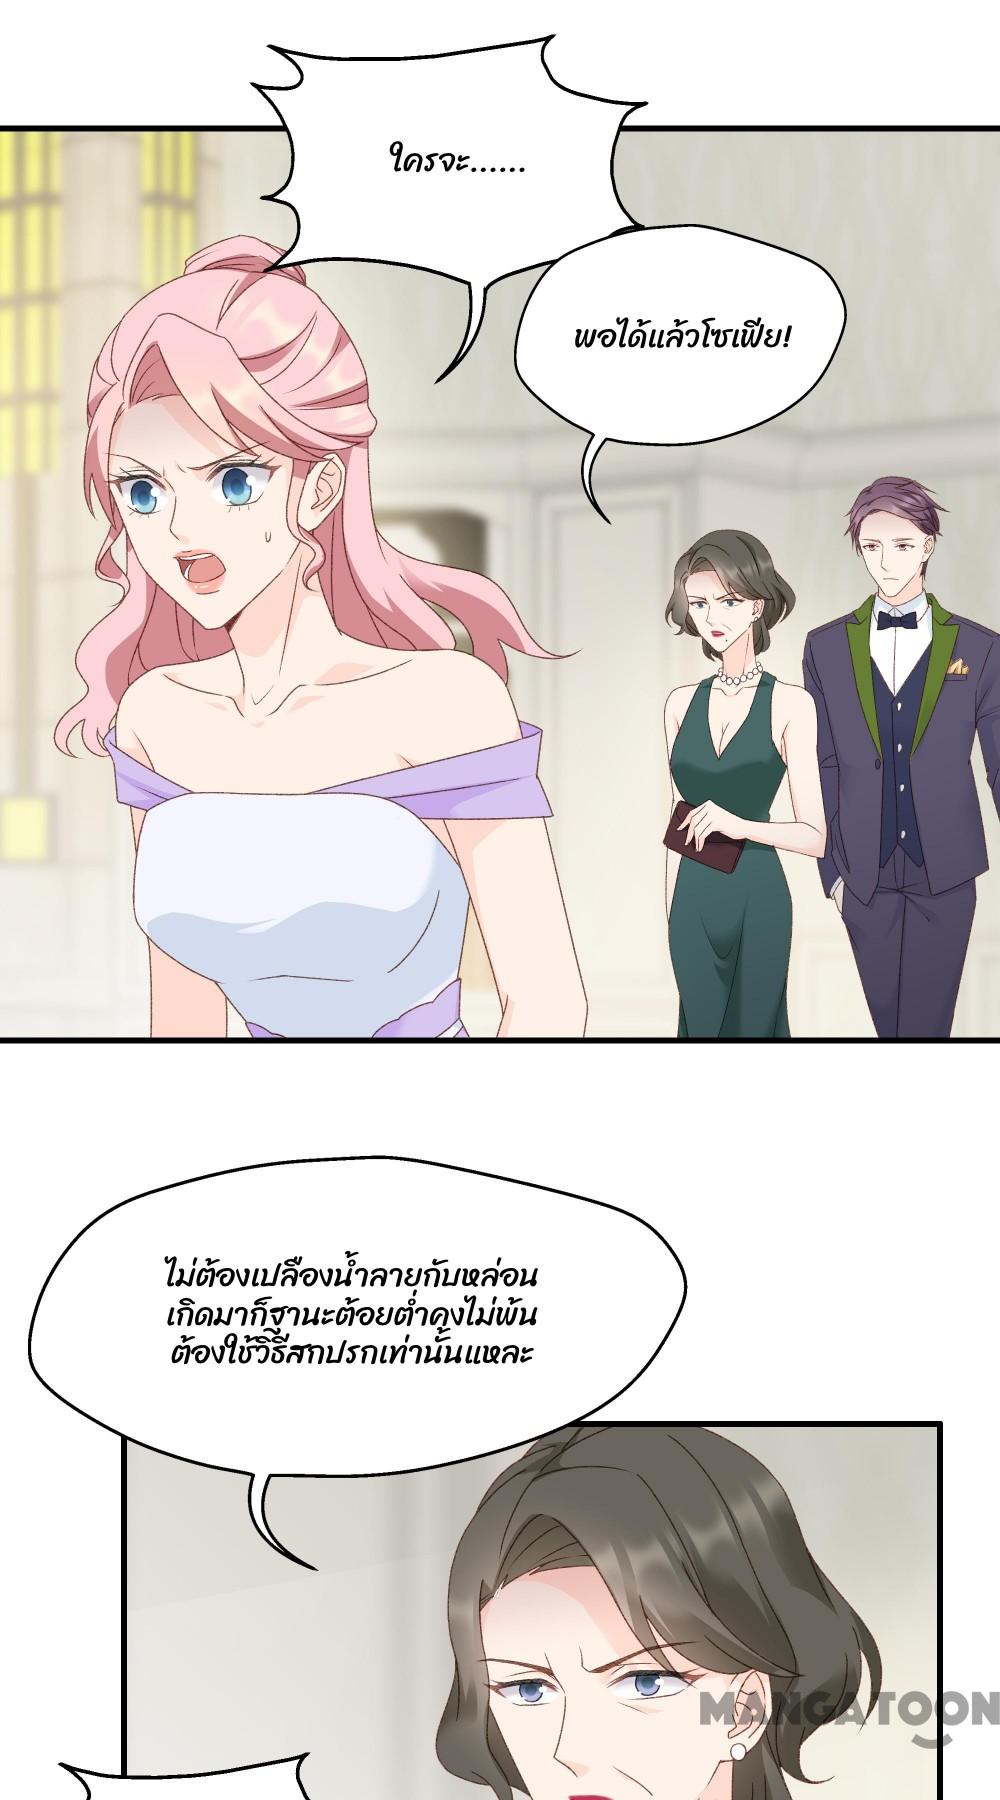 ใครจะ......
พอได้แล้วโซเฟีย!
ไม่ต้องเปลืองน้ำลายกับหล่อน
เกิดมาก็ฐานะต้อยต่ำคงไม่พ้น
ต้องใช้วิธีสกปรกเท่านั้นแหละ
MANGATOON